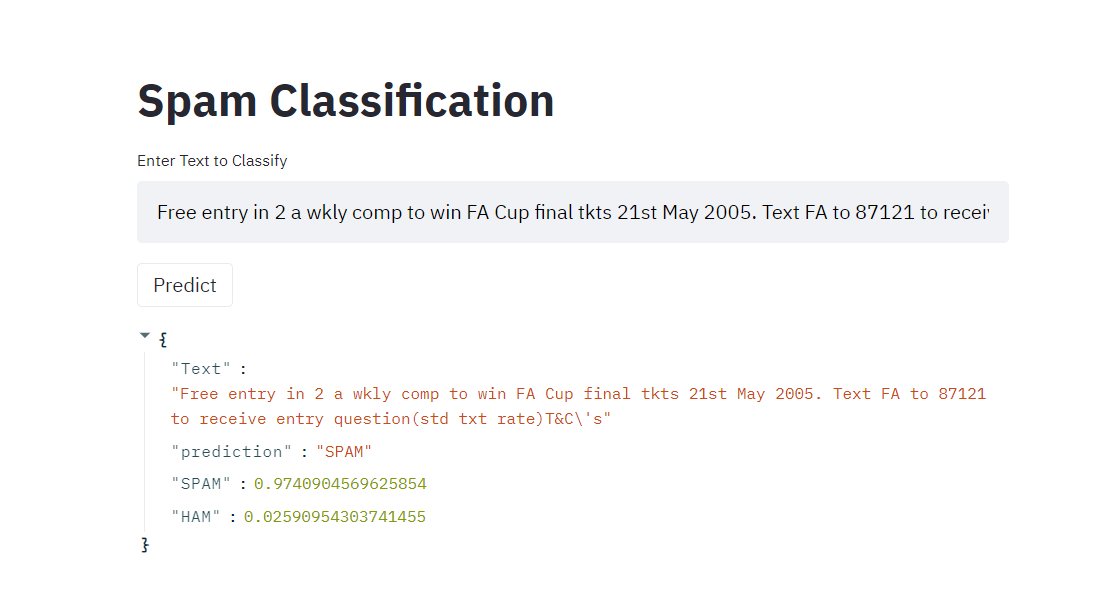 Spam Classification
Enter Text to Classify
Free entry in 2 a wkly comp to win FA Cup final tkts 21st May 2005. Text FA to 87121 to recei
Predict
{
"Text" :
"Free entry in 2 a wkly comp to win FA Cup final tkts 21st May 2005. Text FA to 87121
to receive entry question(std txt rate)T&C\'s"
"prediction" : "SPAM"
"SPAM" : 0.9740904569625854
"HAM" : 0.02590954303741455
}